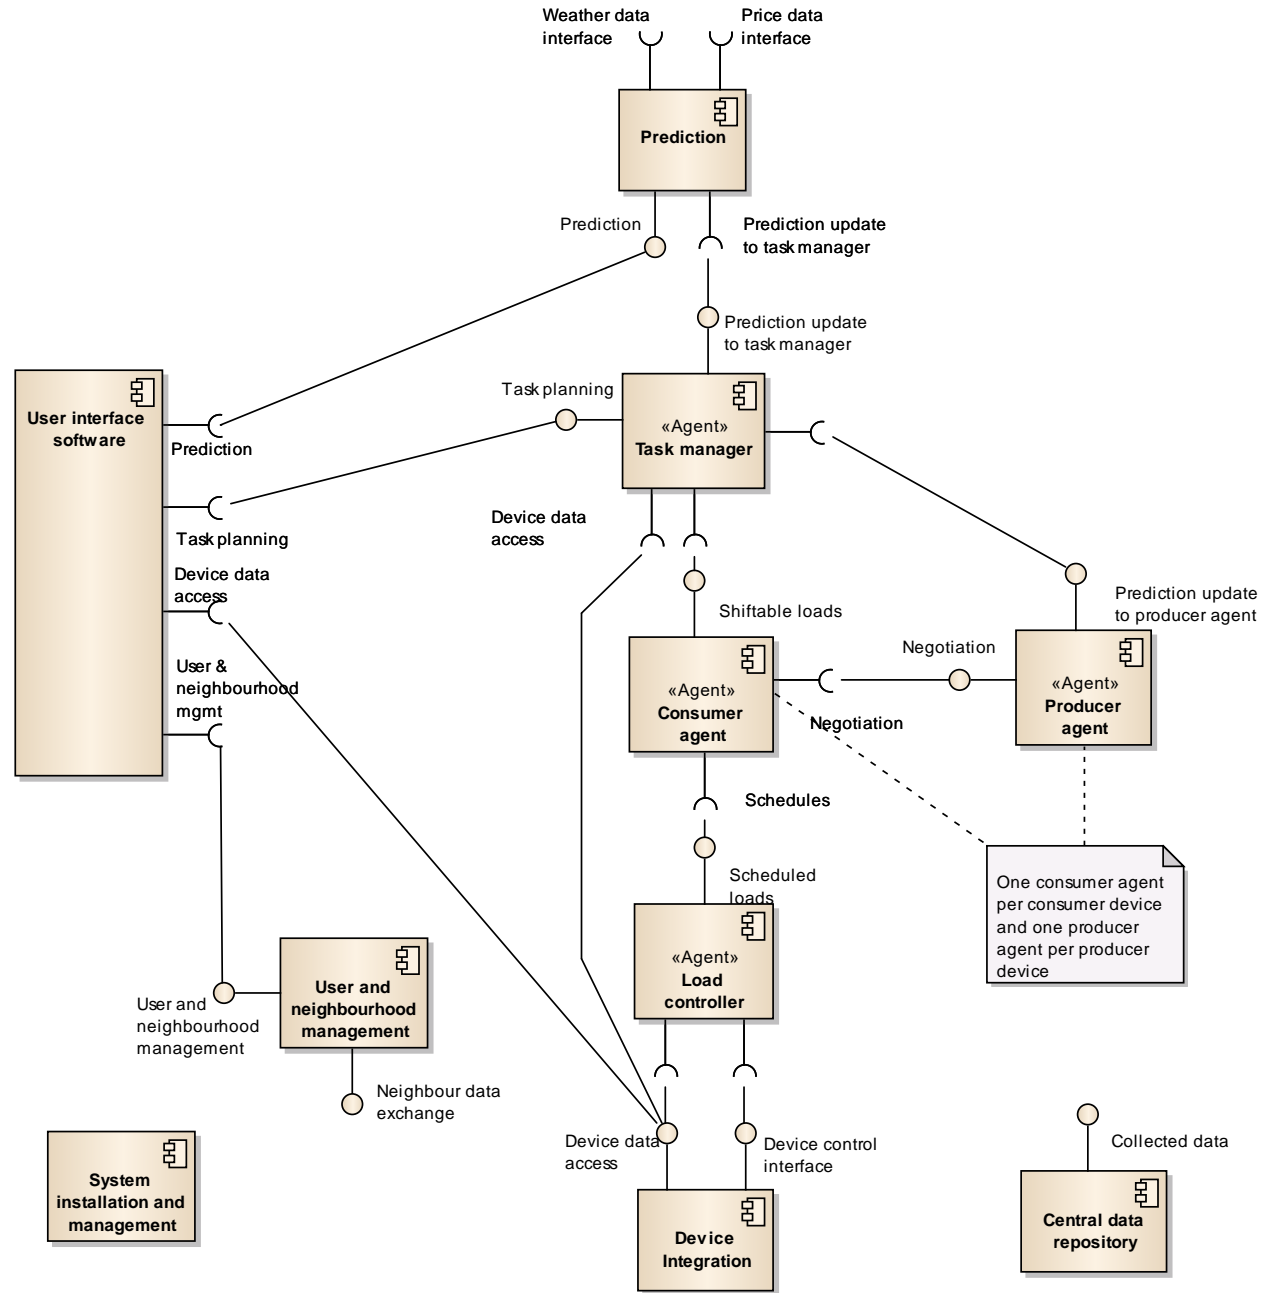 Weather data
interface
Price data
interface
Prediction
Prediction
Prediction update
to task manager
Prediction update
to task manager
User interface
software
Prediction
Task planning
Task planning
«Agent»
Task manager
Device data
access
Device data
access
User &
neighbourhood
mgmt
Shiftable loads
Prediction update
to producer agent
«Agent»
Consumer
agent
Negotiation
Negotiation
«Agent»
Producer
agent
Schedules
Scheduled
loads
One consumer agent
per consumer device
and one producer
agent per producer
device
«Agent»
Load
controller
User and
neighbourhood
management
User and
neighbourhood
management
Neighbour data
exchange
Device data
access
Device control
interface
Collected data
System
installation and
management
Device
Integration
Central data
repository